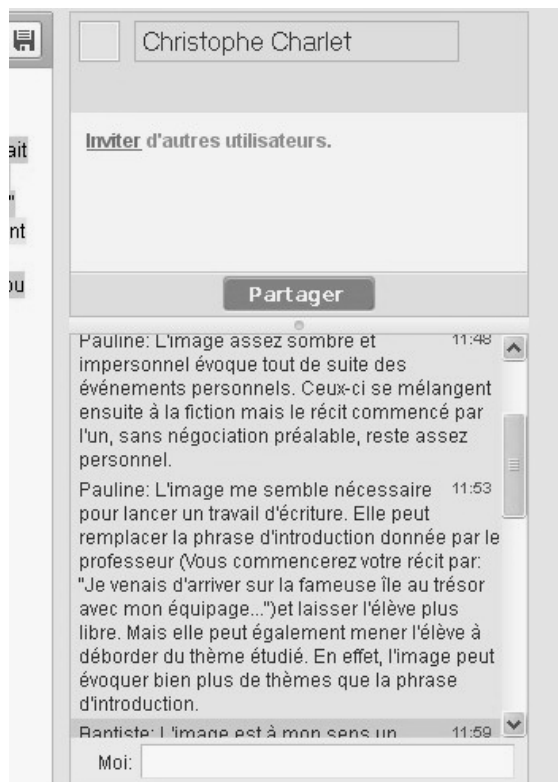 Christophe Charlet
ait
Inviter d'autres utilisateurs.
"
nt
ou
Partager
Pauline: L'image assez sombre et 11:48
impersonnel évoque tout de suite des
événements personnels. Ceux-ci se mélangent
ensuite à la fiction mais le récit commencé par
l'un, sans négociation préalable, reste assez
personnel.
Pauline: L'image me semble nécessaire 11:53
pour lancer un travail d'écriture. Elle peut
remplacer la phrase d'introduction donnée par le
professeur (Vous commencerez votre récit par:
"Je venais d'arriver sur la fameuse île au trésor
avec mon équipage...")et laisser l'élève plus
libre. Mais elle peut également mener l'élève à
déborder du thème étudié. En effet, l'image peut
évoquer bien plus de thèmes que la phrase
d'introduction.
Baptiste: L'image est à mon sens un 11:59
Moi: